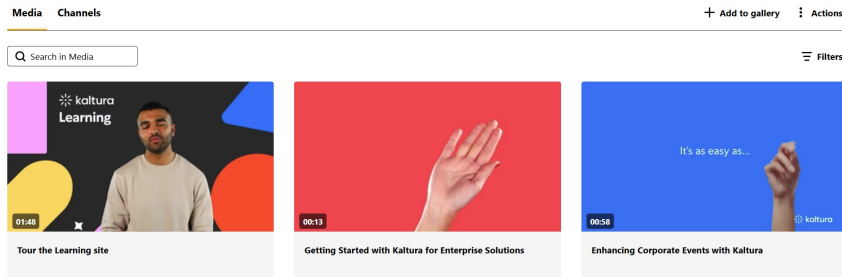 Media Channels + Add to gallery Actions
Search in Media Filters
kaltura
Learning
It's as easy as...
kaltura
01:48 00:13 00:58
Tour the Learning site Getting Started with Kaltura for Enterprise Solutions Enhancing Corporate Events with Kaltura